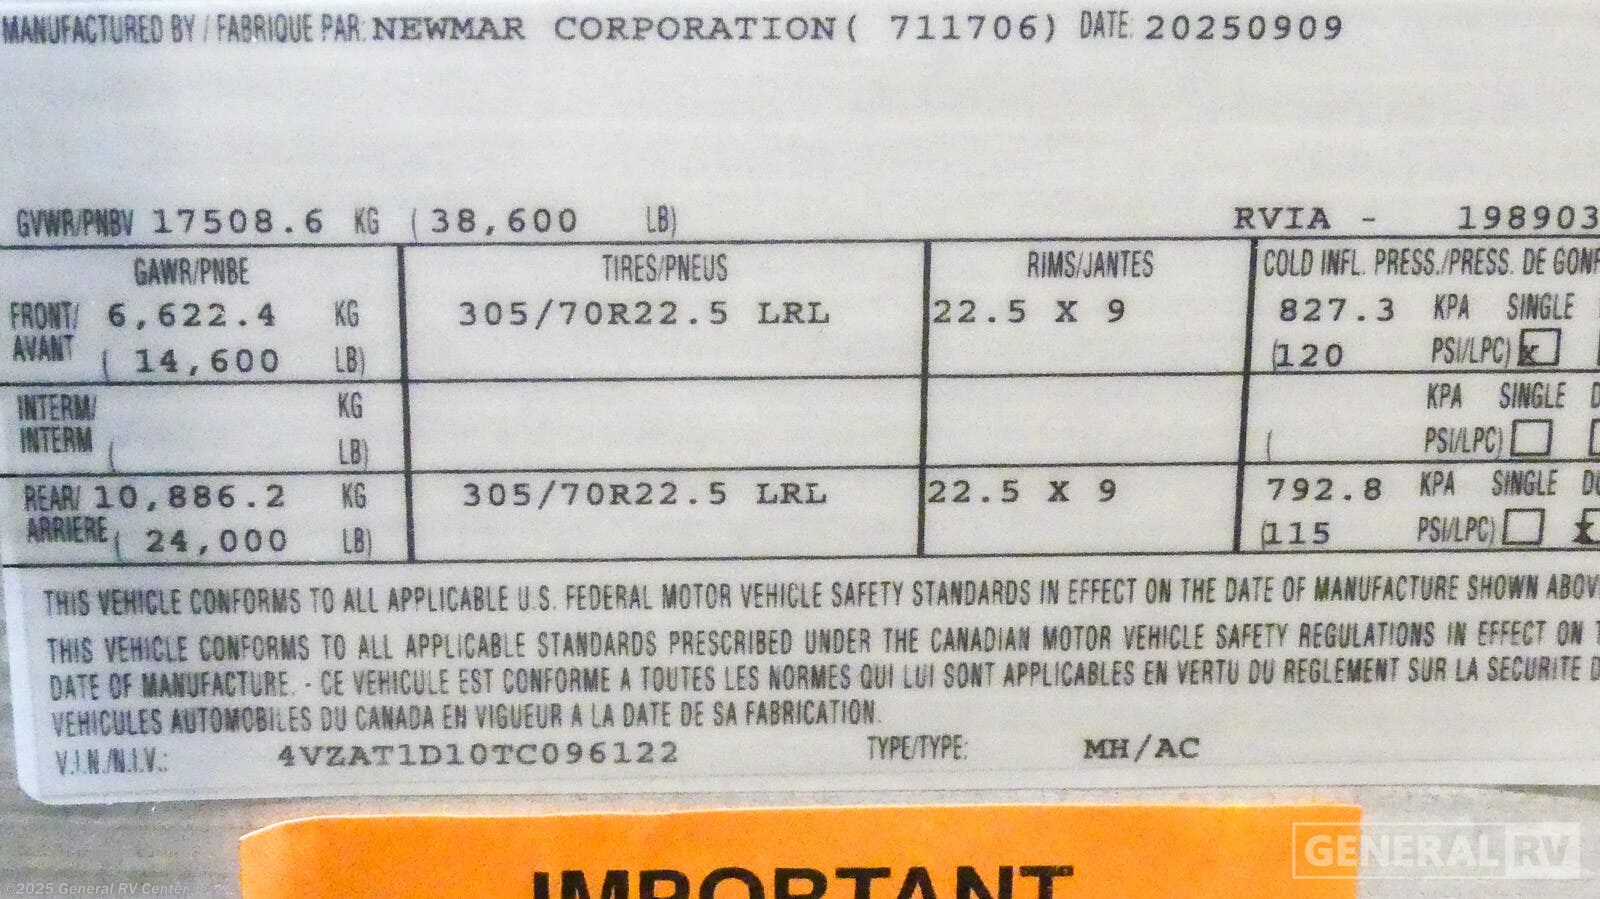 MANUFACTURED BY / FABRIQUE PAR: NEWMAR CORPORATION( 711706) DATE: 20250909
GVWR/PNBV 17508.6 KG ( 38,600 LB) RVIA - 198903
GAWR/PNBE TIRES/PNEUS RIMS/JANTES COLD INFL. PRESS./PRESS. DE GONF
FRONT/ 6,622.4 KG 305/70R22.5 LRL 22.5 X 9 827.3 KPA SINGLE
AVANT ( 14,600 LB) (120 PSI/LPC) x
INTERM/ KG KPA SINGLE D
INTERM ( LB) ( PSI/LPC)
REAR/ 10,886.2 KG 305/70R22.5 LRL 22.5 X 9 792.8 KPA SINGLE DU
ARRIERE ( 24,000 LB) (115 PSI/LPC) x
THIS VEHICLE CONFORMS TO ALL APPLICABLE U.S. FEDERAL MOTOR VEHICLE SAFETY STANDARDS IN EFFECT ON THE DATE OF MANUFACTURE SHOWN ABOV
THIS VEHICLE CONFORMS TO ALL APPLICABLE STANDARDS PRESCRIBED UNDER THE CANADIAN MOTOR VEHICLE SAFETY REGULATIONS IN EFFECT ON T
DATE OF MANUFACTURE. - CE VEHICULE EST CONFORME A TOUTES LES NORMES QUI LUI SONT APPLICABLES EN VERTU DU REGLEMENT SUR LA SECURITE D
VEHICULES AUTOMOBILES DU CANADA EN VIGUEUR A LA DATE DE SA FABRICATION.
V.I.N./N.I.V.: 4VZAT1D10TC096122 TYPE/TYPE: MH/AC
IMPORTANT
GENERAL RV
©2025 General RV Center